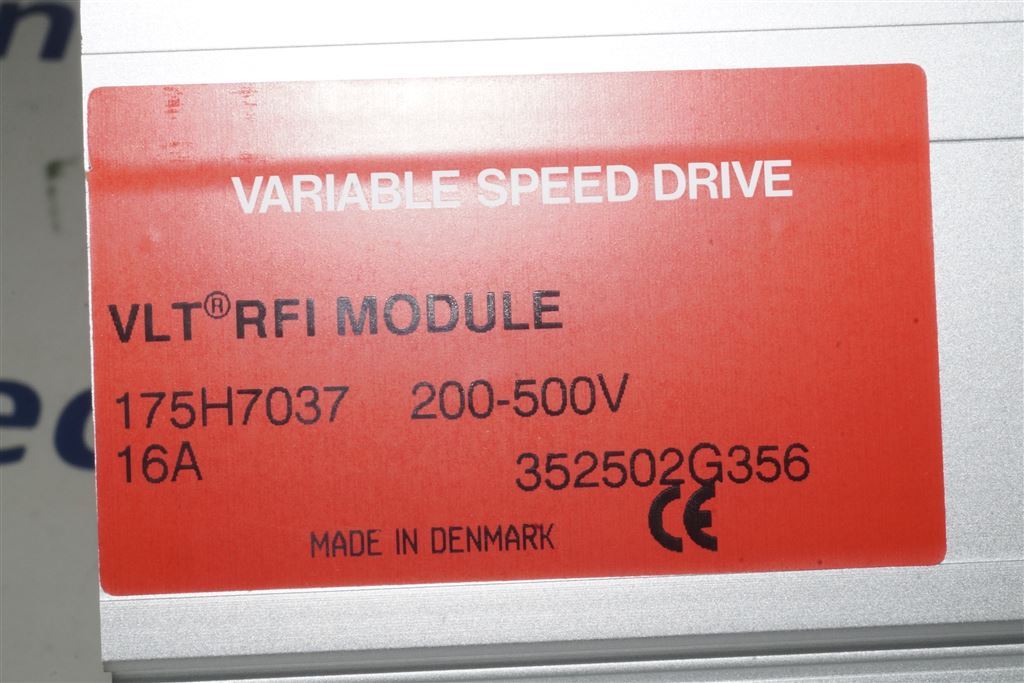 VARIABLE SPEED DRIVE
VLT® RFI MODULE
175H7037 200-500V
16A 352502G356
MADE IN DENMARK CE